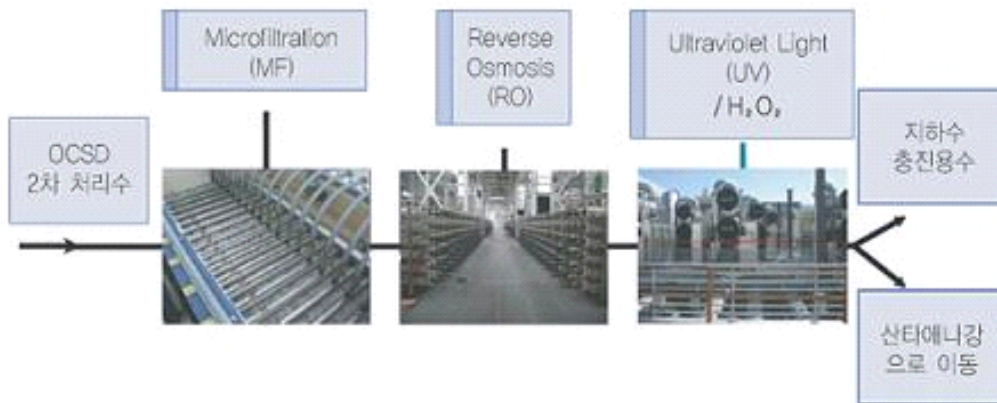 Microfiltration
(MF)
Reverse
Osmosis
(RO)
Ultraviolet Light
(UV)
/ H₂O₂
OCSD
2차 처리수
지하수
충진용수
산타애나강
으로 이동